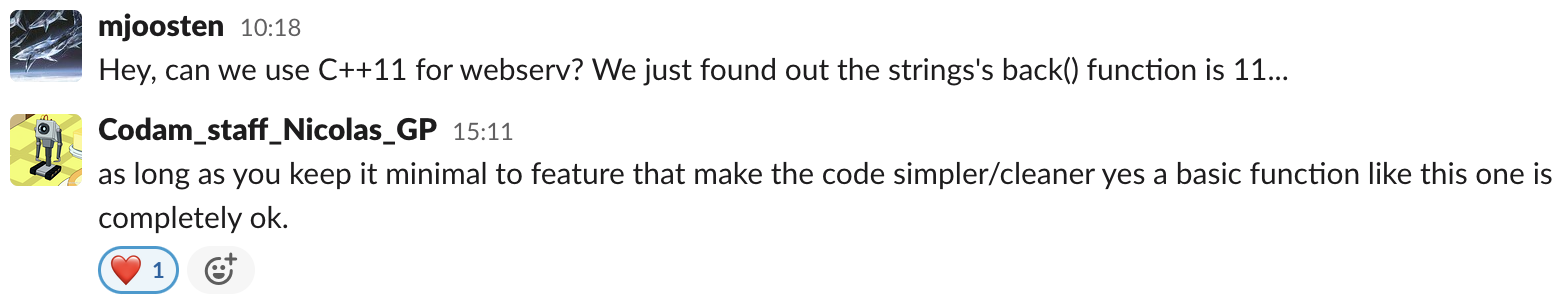 mjoosten 10:18
Hey, can we use C++11 for webserv? We just found out the strings's back() function is 11...
Codam_staff_Nicolas_GP 15:11
as long as you keep it minimal to feature that make the code simpler/cleaner yes a basic function like this one is
completely ok.
1